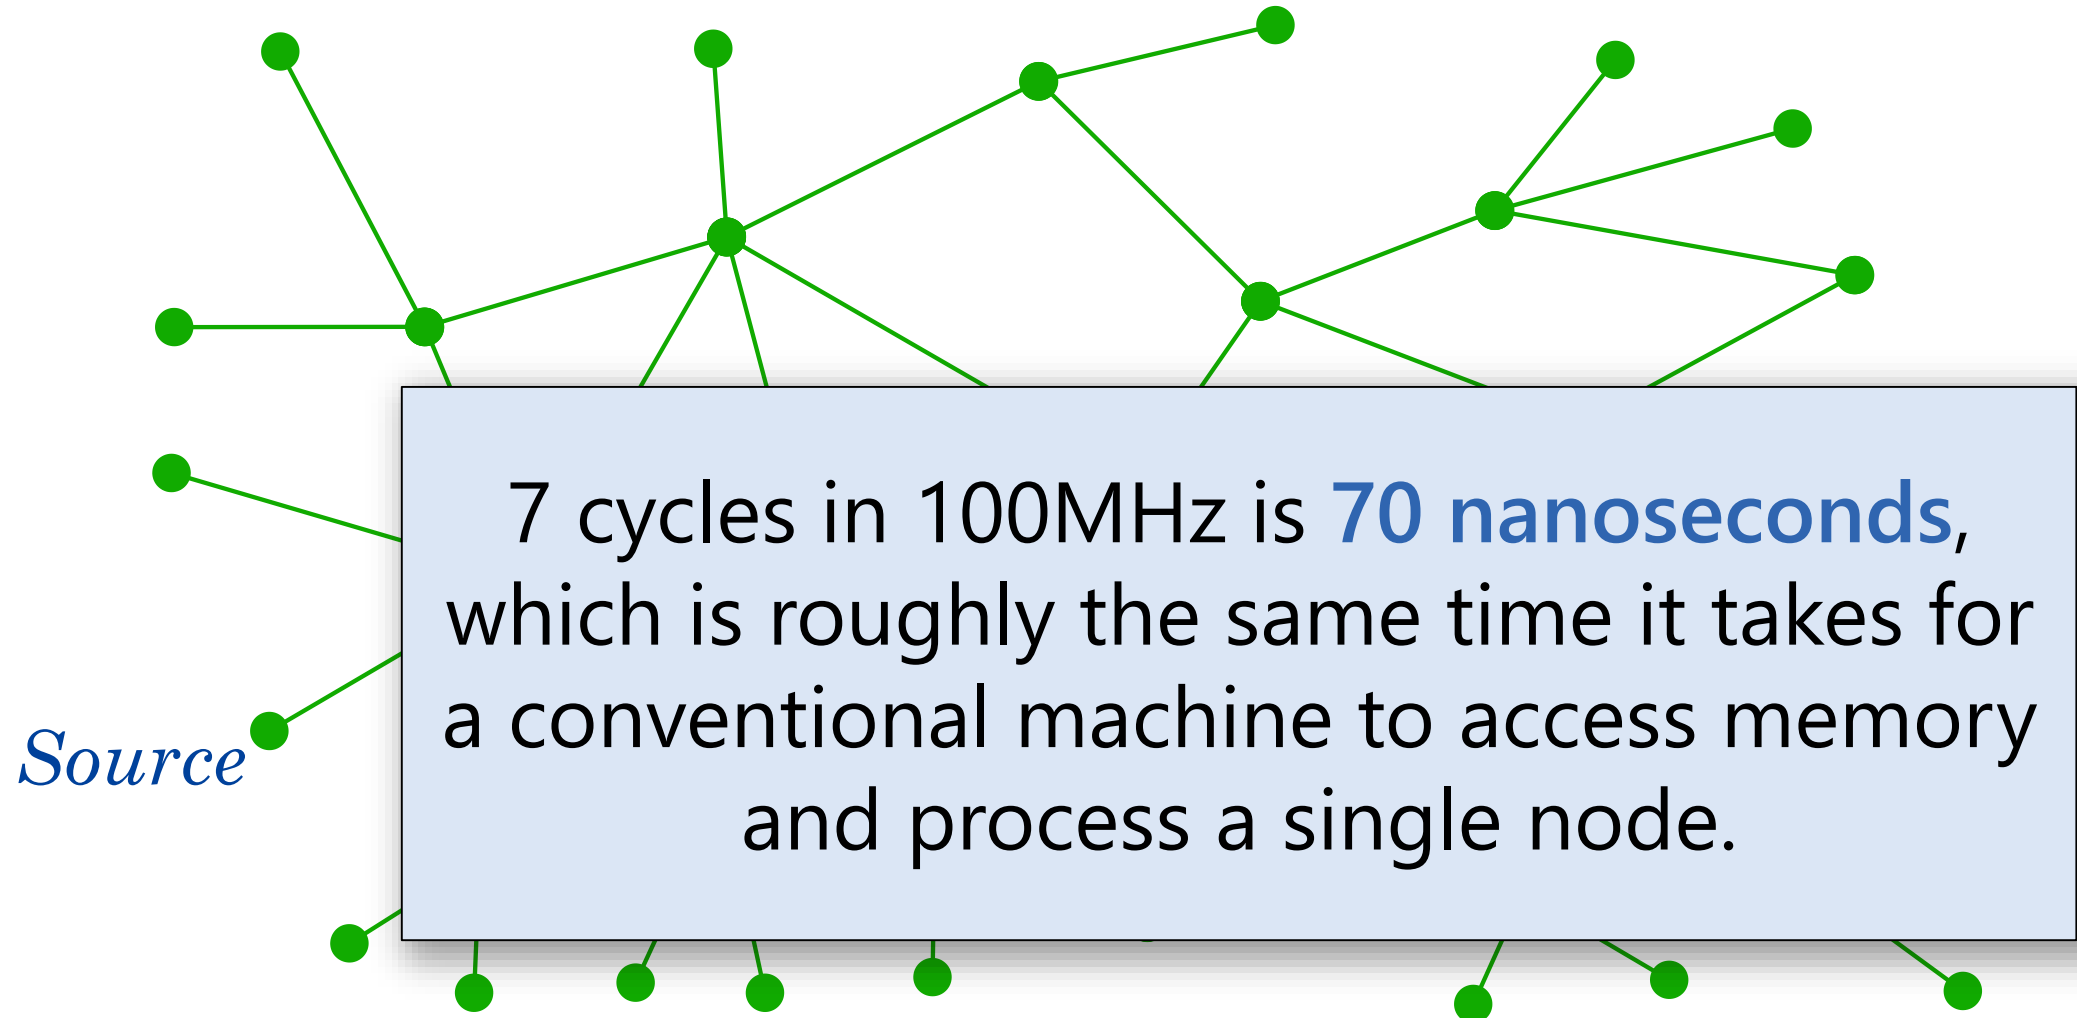 7 cycles in 100MHz is 70 nanoseconds,
which is roughly the same time it takes for
a conventional machine to access memory
and process a single node.
Source